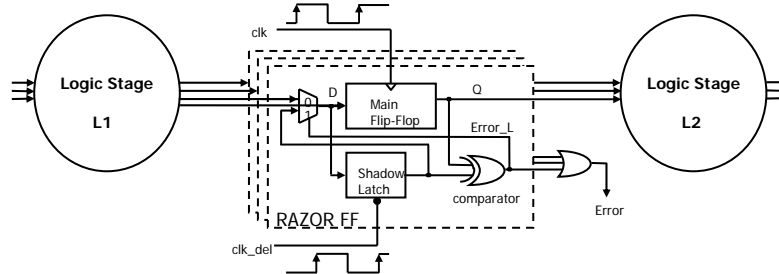 clk
Logic Stage
L1
D
0
1
Main
Flip-Flop
Q
Error_L
Shadow
Latch
comparator
RAZOR FF
clk_del
Error
Logic Stage
L2